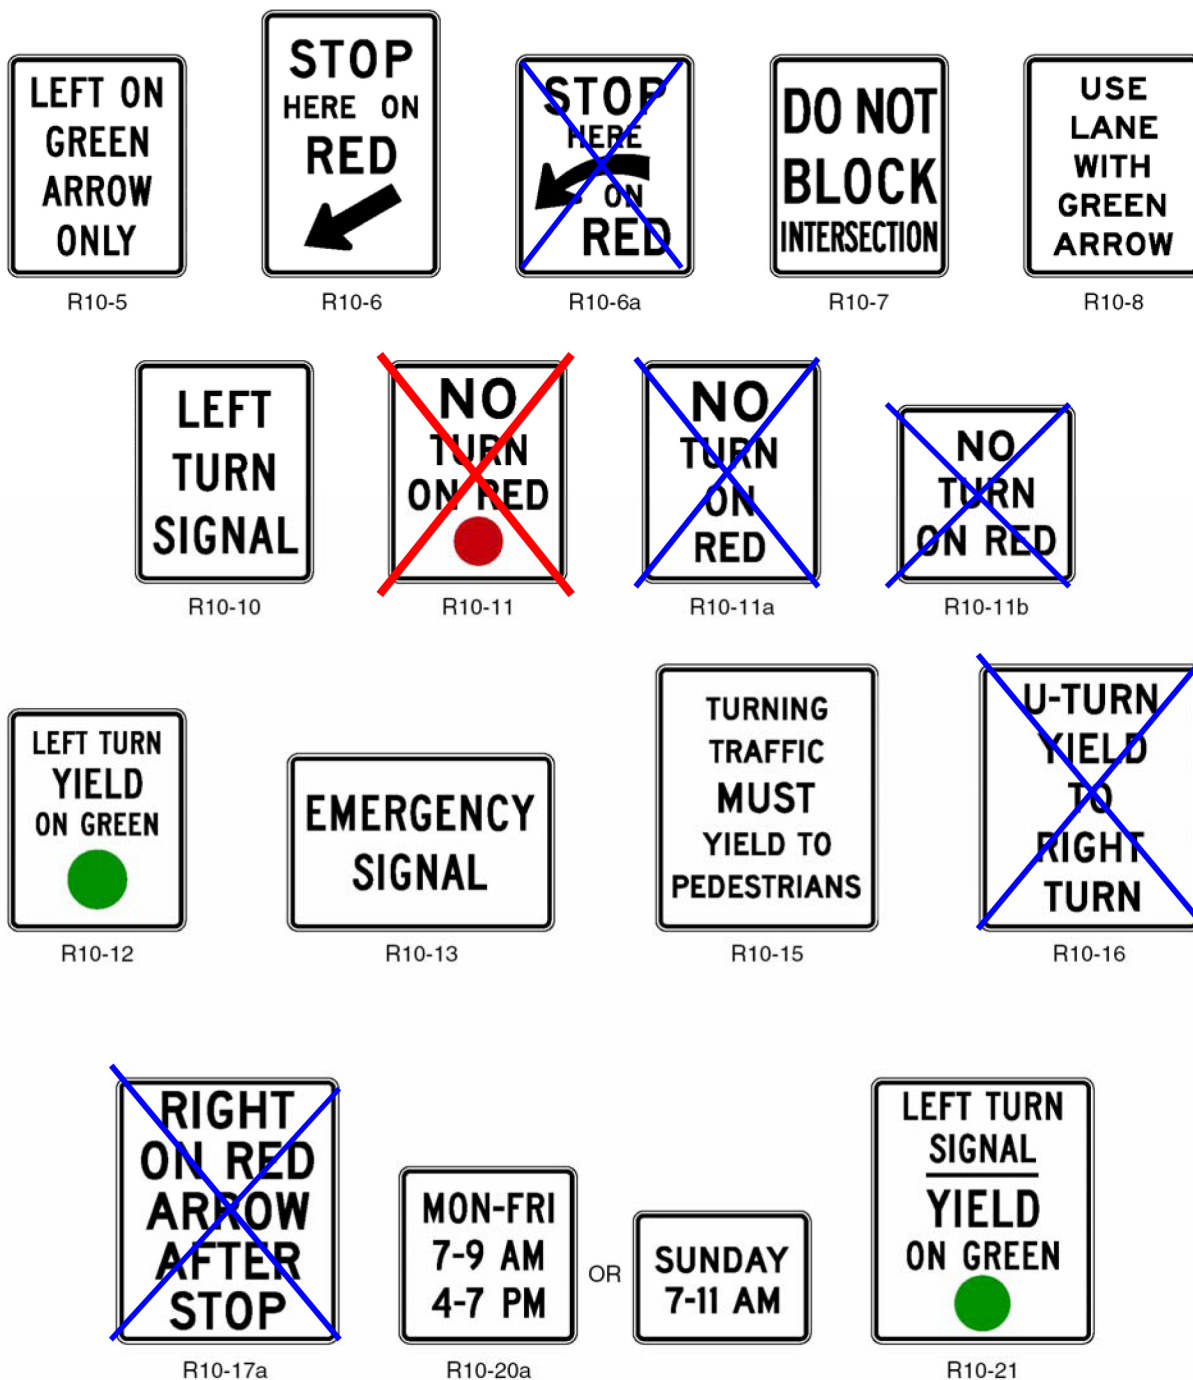 LEFT ON
GREEN
ARROW
ONLY
R10-5
STOP
HERE ON
RED
R10-6
STOP
HERE
ON
RED
R10-6a
DO NOT
BLOCK
INTERSECTION
R10-7
USE
LANE
WITH
GREEN
ARROW
R10-8
LEFT
TURN
SIGNAL
R10-10
NO
TURN
ON RED
R10-11
NO
TURN
ON
RED
R10-11a
NO
TURN
ON RED
R10-11b
LEFT TURN
YIELD
ON GREEN
R10-12
EMERGENCY
SIGNAL
R10-13
TURNING
TRAFFIC
MUST
YIELD TO
PEDESTRIANS
R10-15
U-TURN
YIELD
TO
RIGHT
TURN
R10-16
RIGHT
ON RED
ARROW
AFTER
STOP
R10-17a
MON-FRI
7-9 AM
4-7 PM
R10-20a
OR
SUNDAY
7-11 AM
LEFT TURN
SIGNAL
YIELD
ON GREEN
R10-21